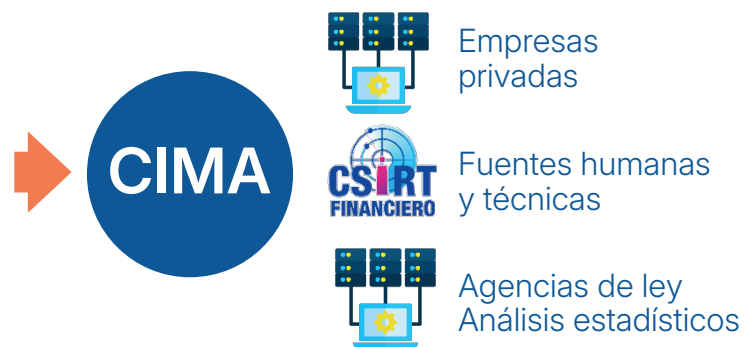 CIMA
Empresas
privadas
CSIRT
FINANCIERO
Fuentes humanas
y técnicas
Agencias de ley
Análisis estadísticos